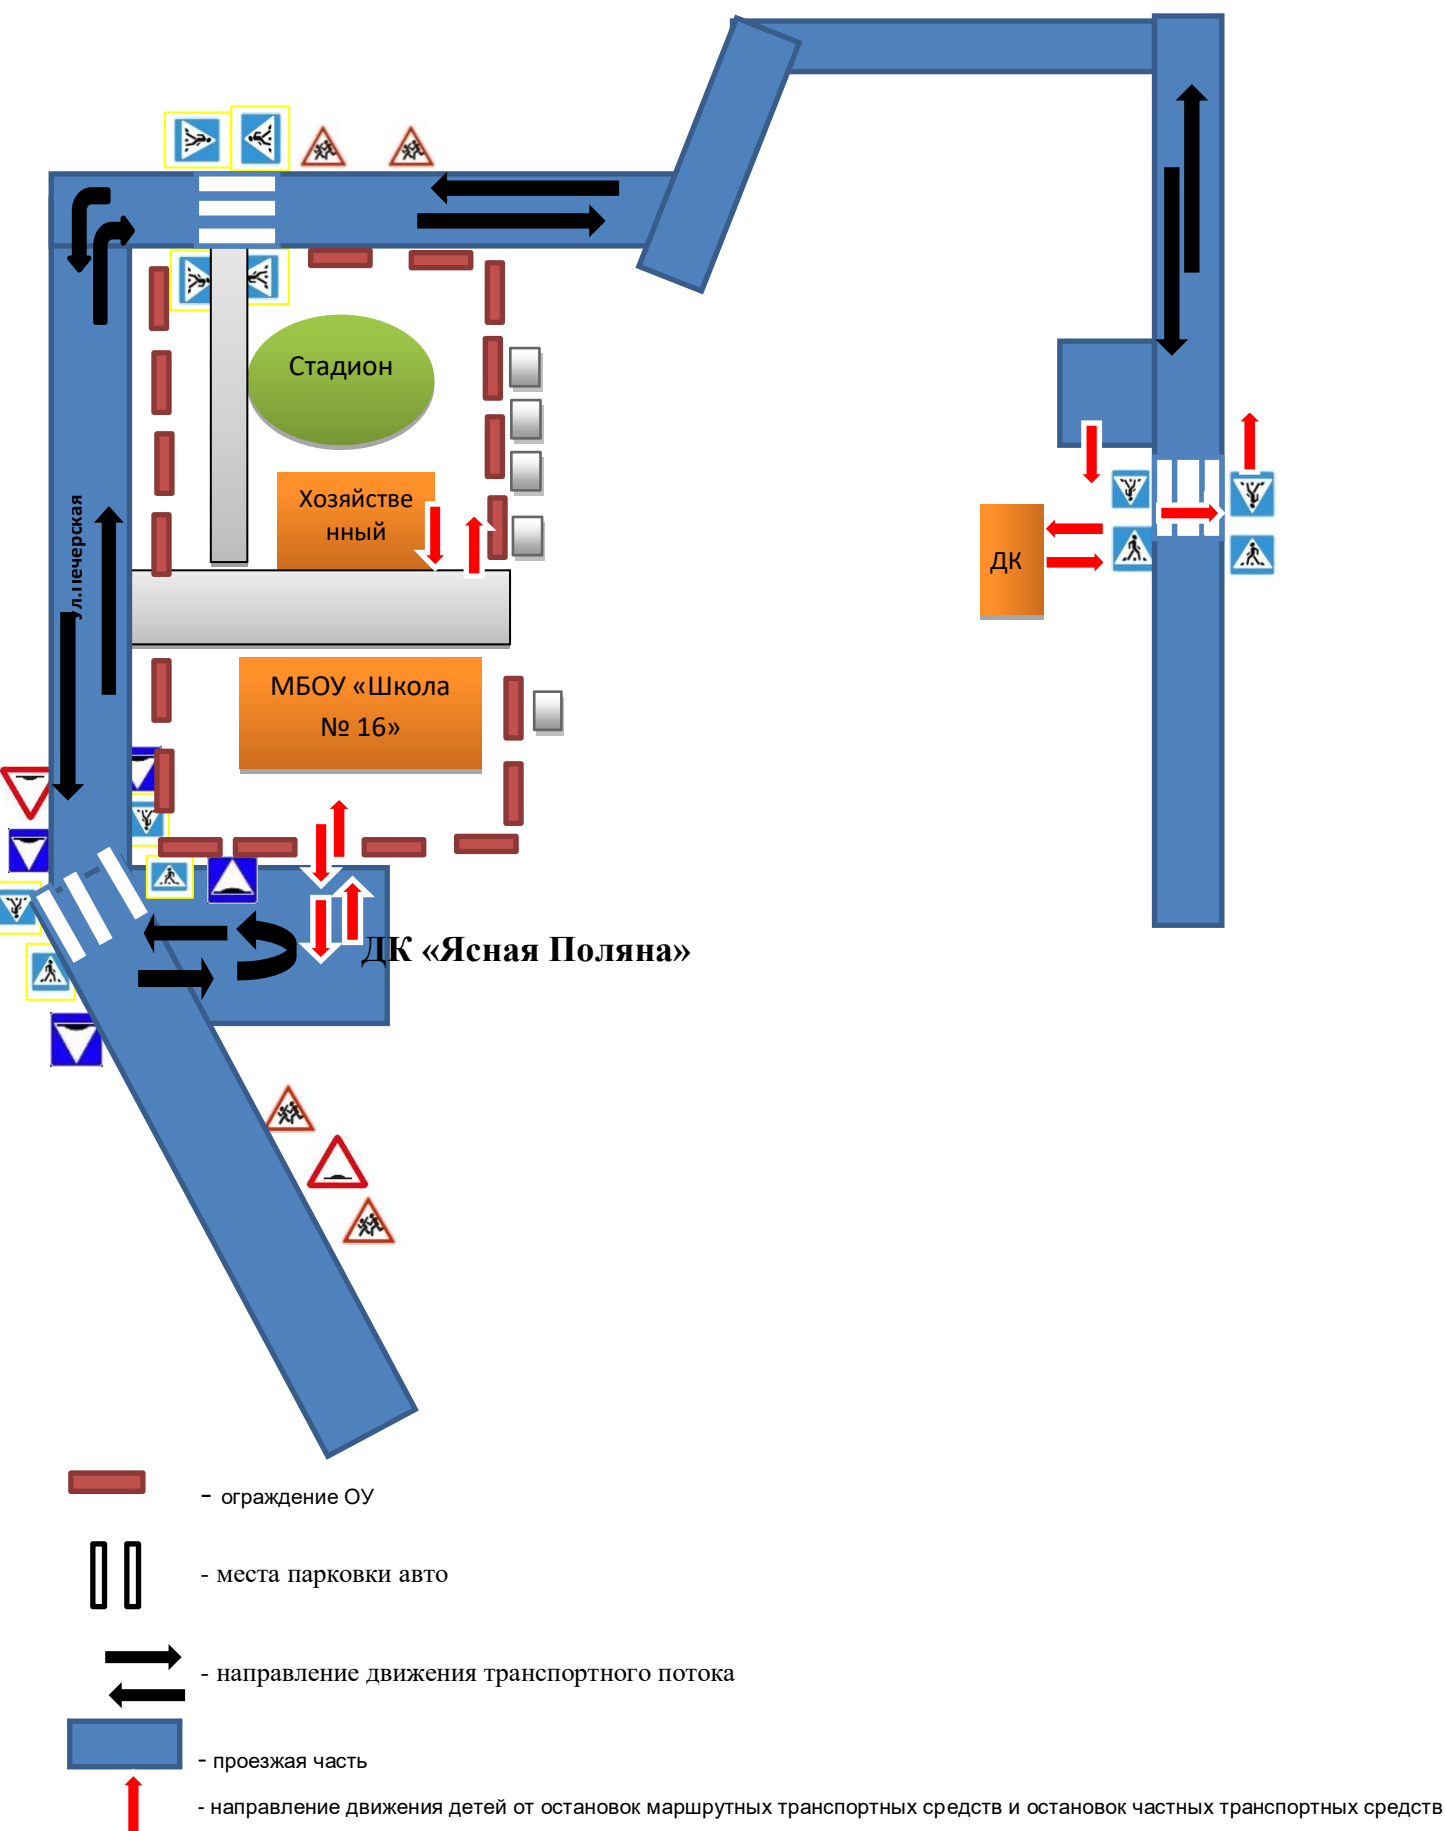 Стадион
Хозяйстве
нный
ул.Печерская
ДК
МБОУ «Школа
№ 16»
ДК «Ясная Поляна»
- ограждение ОУ
- места парковки авто
- направление движения транспортного потока
- проезжая часть
- направление движения детей от остановок маршрутных транспортных средств и остановок частных транспортных средств